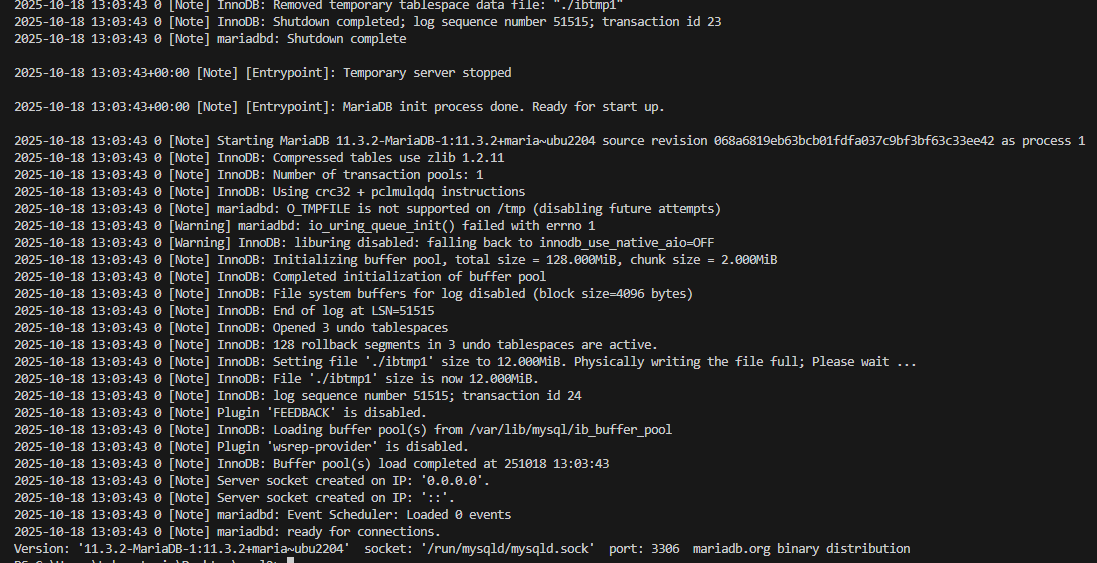 2025-10-18 13:03:43 0 [Note] InnoDB: Removed temporary tablespace data file: "./ibtmp1"
2025-10-18 13:03:43 0 [Note] InnoDB: Shutdown completed; log sequence number 51515; transaction id 23
2025-10-18 13:03:43 0 [Note] mariadbd: Shutdown complete
2025-10-18 13:03:43+00:00 [Note] [Entrypoint]: Temporary server stopped
2025-10-18 13:03:43+00:00 [Note] [Entrypoint]: MariaDB init process done. Ready for start up.
2025-10-18 13:03:43 0 [Note] Starting MariaDB 11.3.2-MariaDB-1:11.3.2+maria~ubu2204 source revision 068a6819eb63bcb01fdfa037c9bf3bf63c33ee42 as process 1
2025-10-18 13:03:43 0 [Note] InnoDB: Compressed tables use zlib 1.2.11
2025-10-18 13:03:43 0 [Note] InnoDB: Number of transaction pools: 1
2025-10-18 13:03:43 0 [Note] InnoDB: Using crc32 + pclmulqdq instructions
2025-10-18 13:03:43 0 [Note] mariadbd: O_TMPFILE is not supported on /tmp (disabling future attempts)
2025-10-18 13:03:43 0 [Warning] mariadbd: io_uring_queue_init() failed with errno 1
2025-10-18 13:03:43 0 [Warning] InnoDB: liburing disabled: falling back to innodb_use_native_aio=OFF
2025-10-18 13:03:43 0 [Note] InnoDB: Initializing buffer pool, total size = 128.000MiB, chunk size = 2.000MiB
2025-10-18 13:03:43 0 [Note] InnoDB: Completed initialization of buffer pool
2025-10-18 13:03:43 0 [Note] InnoDB: File system buffers for log disabled (block size=4096 bytes)
2025-10-18 13:03:43 0 [Note] InnoDB: End of log at LSN=51515
2025-10-18 13:03:43 0 [Note] InnoDB: Opened 3 undo tablespaces
2025-10-18 13:03:43 0 [Note] InnoDB: 128 rollback segments in 3 undo tablespaces are active.
2025-10-18 13:03:43 0 [Note] InnoDB: Setting file './ibtmp1' size to 12.000MiB. Physically writing the file full; Please wait ...
2025-10-18 13:03:43 0 [Note] InnoDB: File './ibtmp1' size is now 12.000MiB.
2025-10-18 13:03:43 0 [Note] InnoDB: log sequence number 51515; transaction id 24
2025-10-18 13:03:43 0 [Note] Plugin 'FEEDBACK' is disabled.
2025-10-18 13:03:43 0 [Note] InnoDB: Loading buffer pool(s) from /var/lib/mysql/ib_buffer_pool
2025-10-18 13:03:43 0 [Note] Plugin 'wsrep-provider' is disabled.
2025-10-18 13:03:43 0 [Note] InnoDB: Buffer pool(s) load completed at 251018 13:03:43
2025-10-18 13:03:43 0 [Note] Server socket created on IP: '0.0.0.0'.
2025-10-18 13:03:43 0 [Note] Server socket created on IP: '::'.
2025-10-18 13:03:43 0 [Note] mariadbd: Event Scheduler: Loaded 0 events
2025-10-18 13:03:43 0 [Note] mariadbd: ready for connections.
Version: '11.3.2-MariaDB-1:11.3.2+maria~ubu2204'  socket: '/run/mysqld/mysqld.sock'  port: 3306  mariadb.org binary distribution